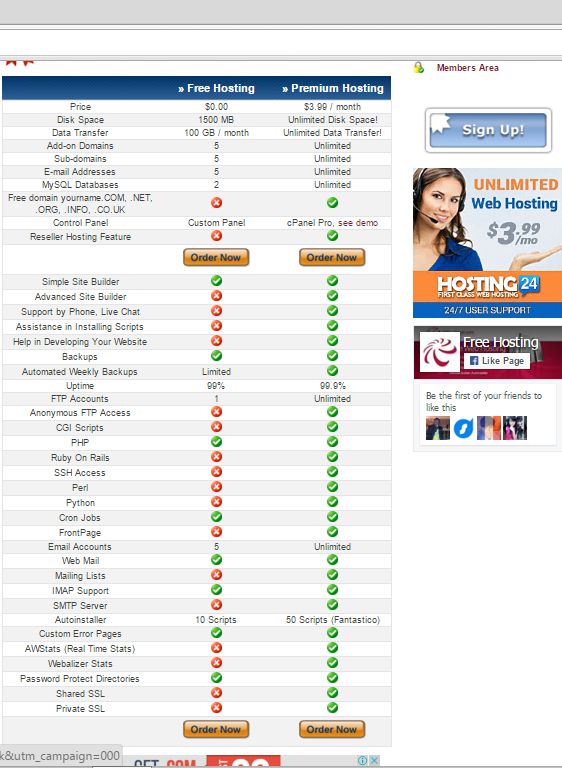 Members Area
» Free Hosting » Premium Hosting
Price $0.00 $3.99 / month
Disk Space 1500 MB Unlimited Disk Space!
Data Transfer 100 GB / month Unlimited Data Transfer!
Add-on Domains 5 Unlimited
Sub-domains 5 Unlimited
E-mail Addresses 5 Unlimited
MySQL Databases 2 Unlimited
Free domain yourname.COM, .NET,
.ORG, .INFO, .CO.UK
Control Panel Custom Panel cPanel Pro, see demo
Reseller Hosting Feature
Order Now Order Now
Simple Site Builder
Advanced Site Builder
Support by Phone, Live Chat
Assistance in Installing Scripts
Help in Developing Your Website
Backups
Automated Weekly Backups Limited
Uptime 99% 99.9%
FTP Accounts 1 Unlimited
Anonymous FTP Access
CGI Scripts
PHP
Ruby On Rails
SSH Access
Perl
Python
Cron Jobs
FrontPage
Email Accounts 5 Unlimited
Web Mail
Mailing Lists
IMAP Support
SMTP Server
Autoinstaller 10 Scripts 50 Scripts (Fantastico)
Custom Error Pages
AWStats (Real Time Stats)
Webalizer Stats
Password Protect Directories
Shared SSL
Private SSL
Order Now Order Now
k&utm_campaign=000
Sign Up!
UNLIMITED
Web Hosting
$3.99
/mo
HOSTING 24
FIRST CLASS WEB HOSTING
24/7 USER SUPPORT
Free Hosting
Like Page
Be the first of your friends to
like this